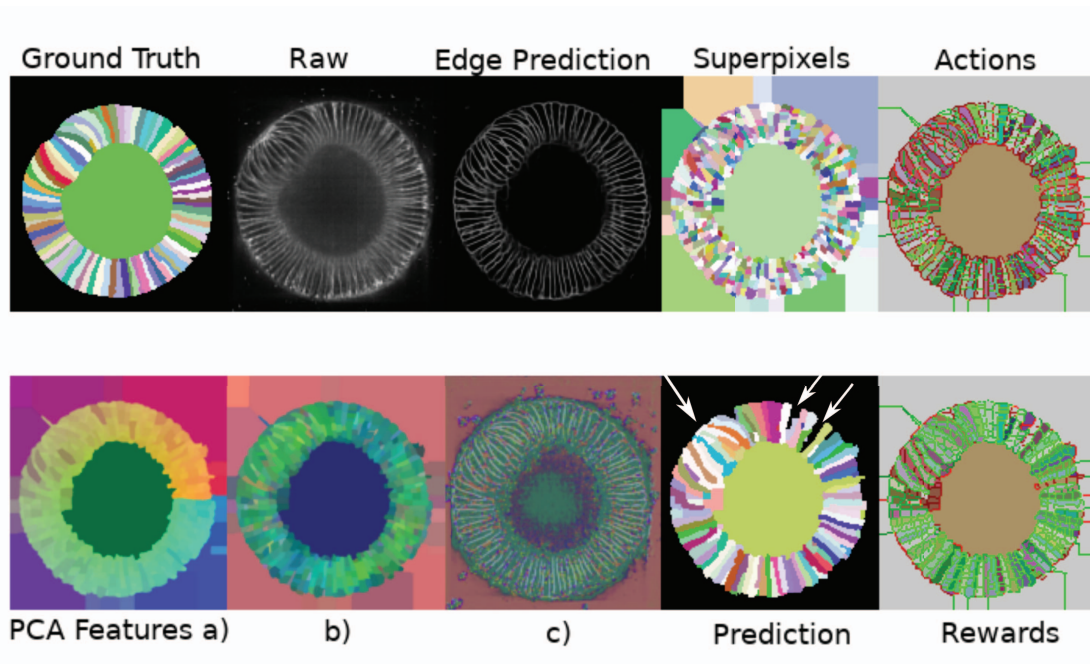 Ground Truth
Raw
Edge Prediction
Superpixels
Actions
PCA Features a)
b)
c)
Prediction
Rewards